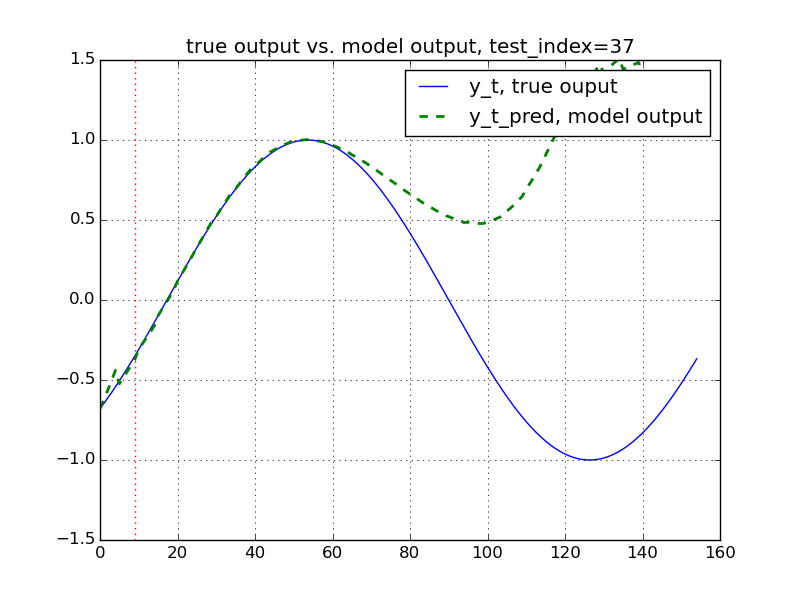 true output vs. model output, test_index=37
y_t, true ouput
y_t_pred, model output
1.5
1.0
0.5
0.0
−0.5
−1.0
−1.5
0 20 40 60 80 100 120 140 160